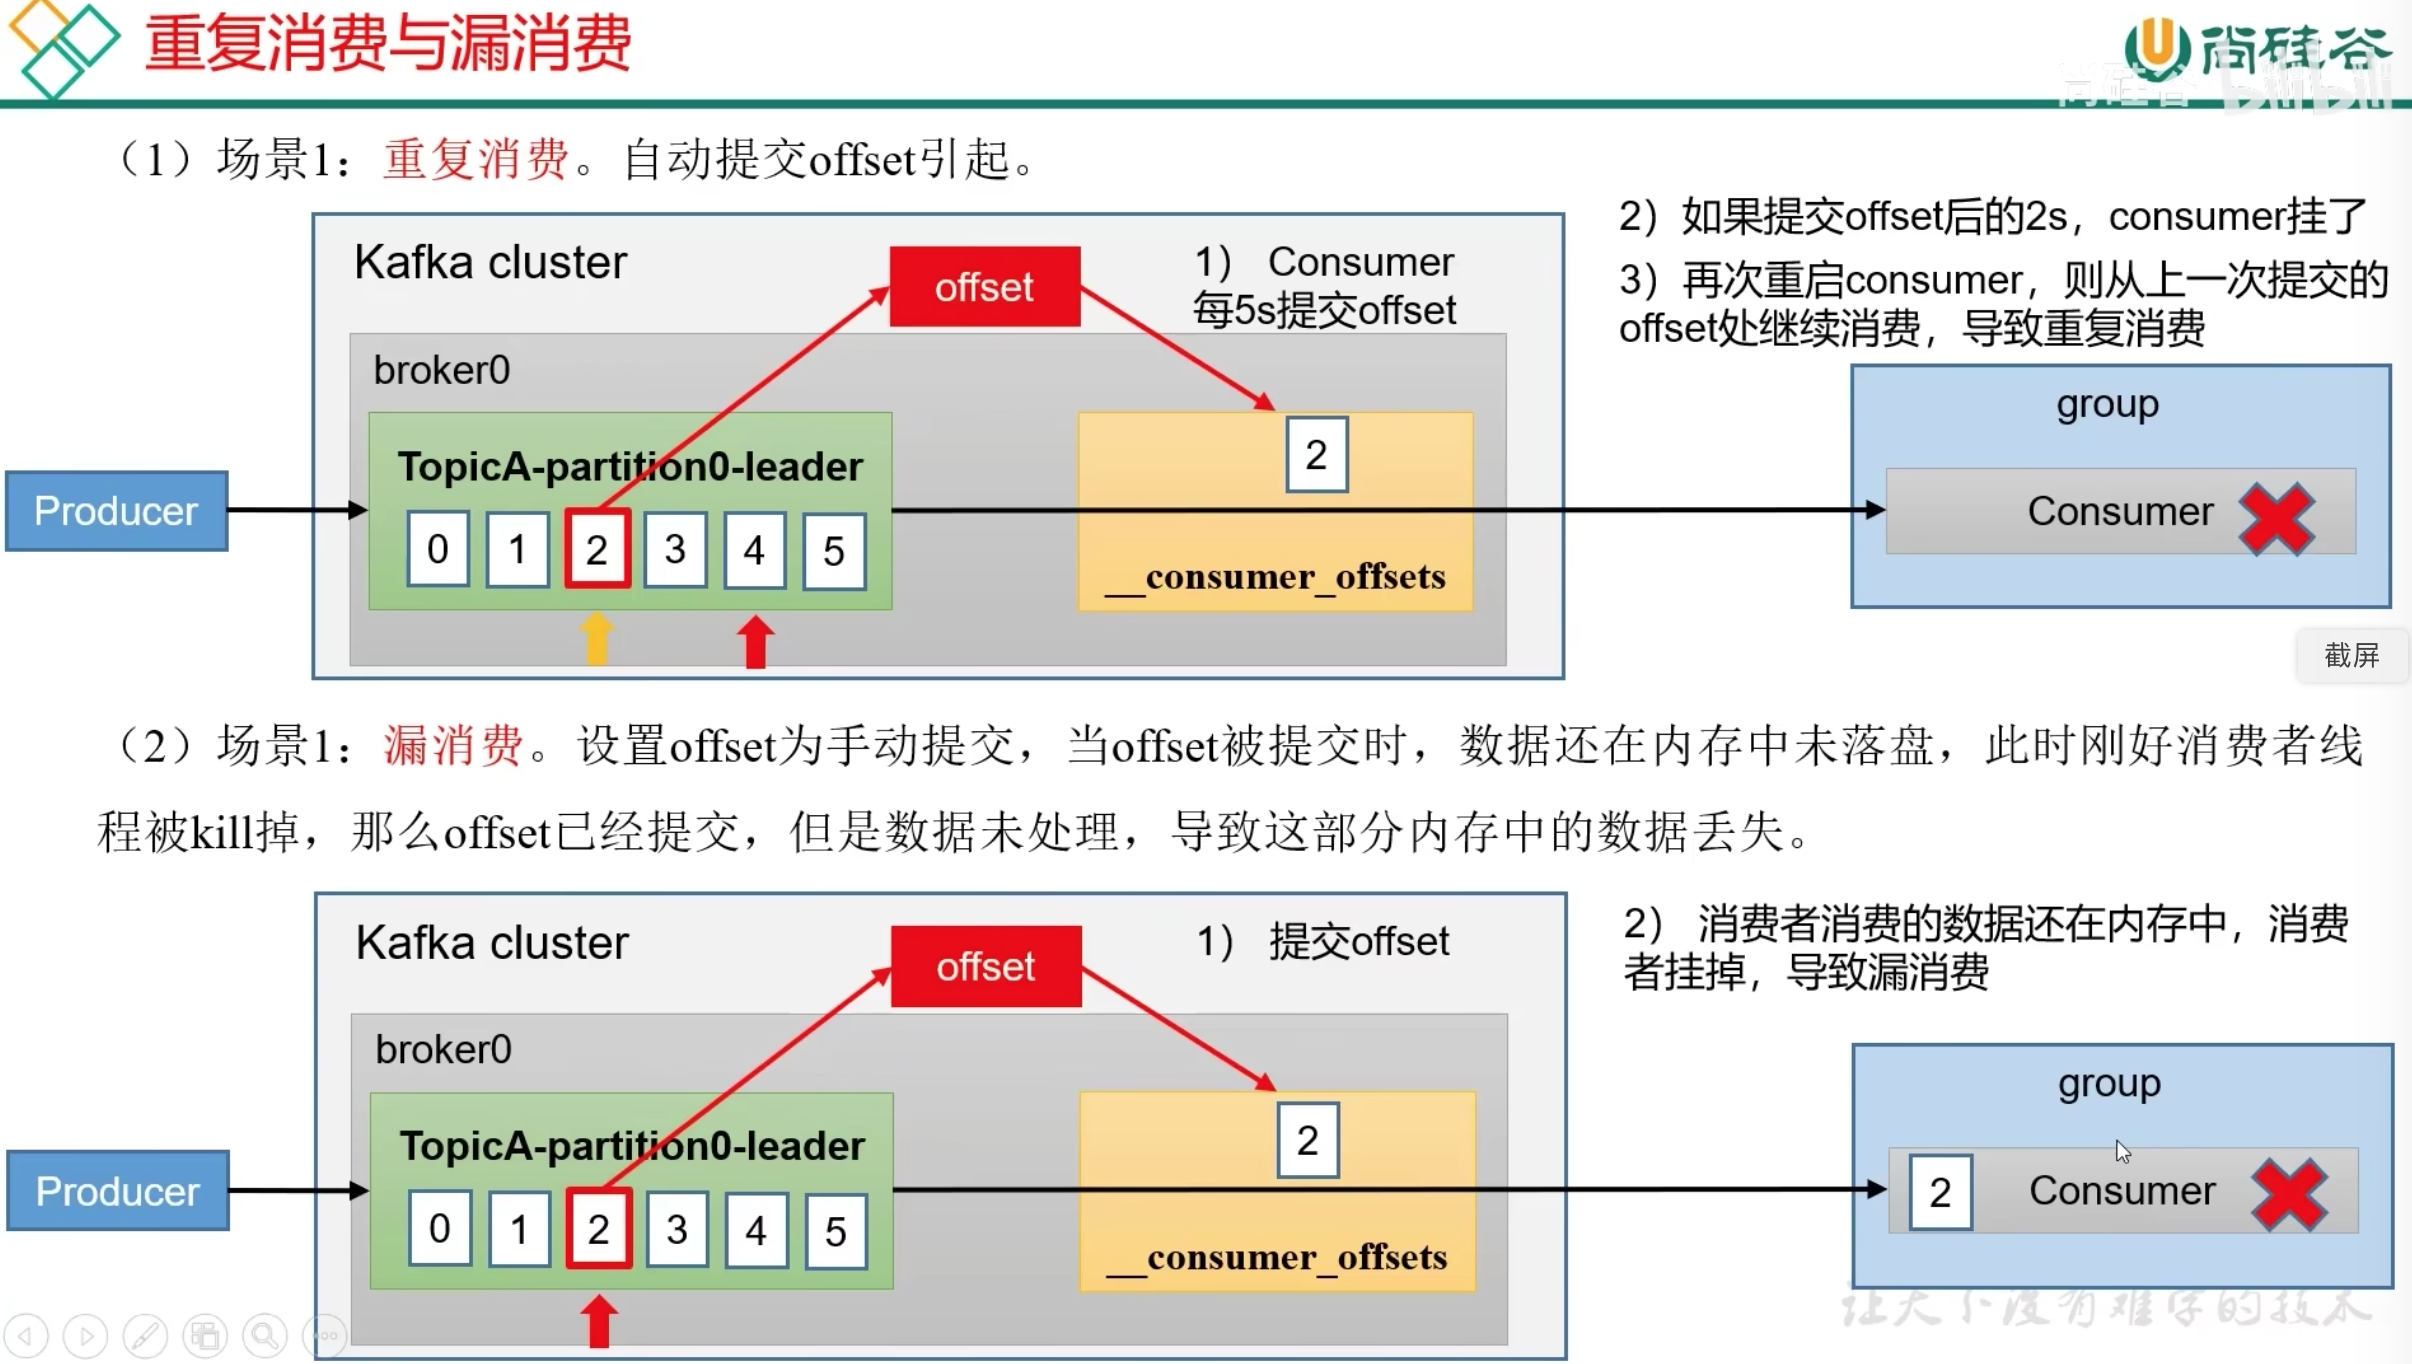 重复消费与漏消费
尚硅谷
尚硅谷 bilibili
（1）场景1：重复消费。自动提交offset引起。
Kafka cluster
offset
1） Consumer
每5s提交offset
2）如果提交offset后的2s，consumer挂了
3）再次重启consumer，则从上一次提交的
offset处继续消费，导致重复消费
broker0
TopicA-partition0-leader
0 1 2 3 4 5
2
__consumer_offsets
Producer
group
Consumer
截屏
（2）场景1：漏消费。设置offset为手动提交，当offset被提交时，数据还在内存中未落盘，此时刚好消费者线
程被kill掉，那么offset已经提交，但是数据未处理，导致这部分内存中的数据丢失。
Kafka cluster
offset
1） 提交offset
2） 消费者消费的数据还在内存中，消费
者挂掉，导致漏消费
broker0
TopicA-partition0-leader
0 1 2 3 4 5
2
__consumer_offsets
Producer
group
2 Consumer
让天下没有难学的技术